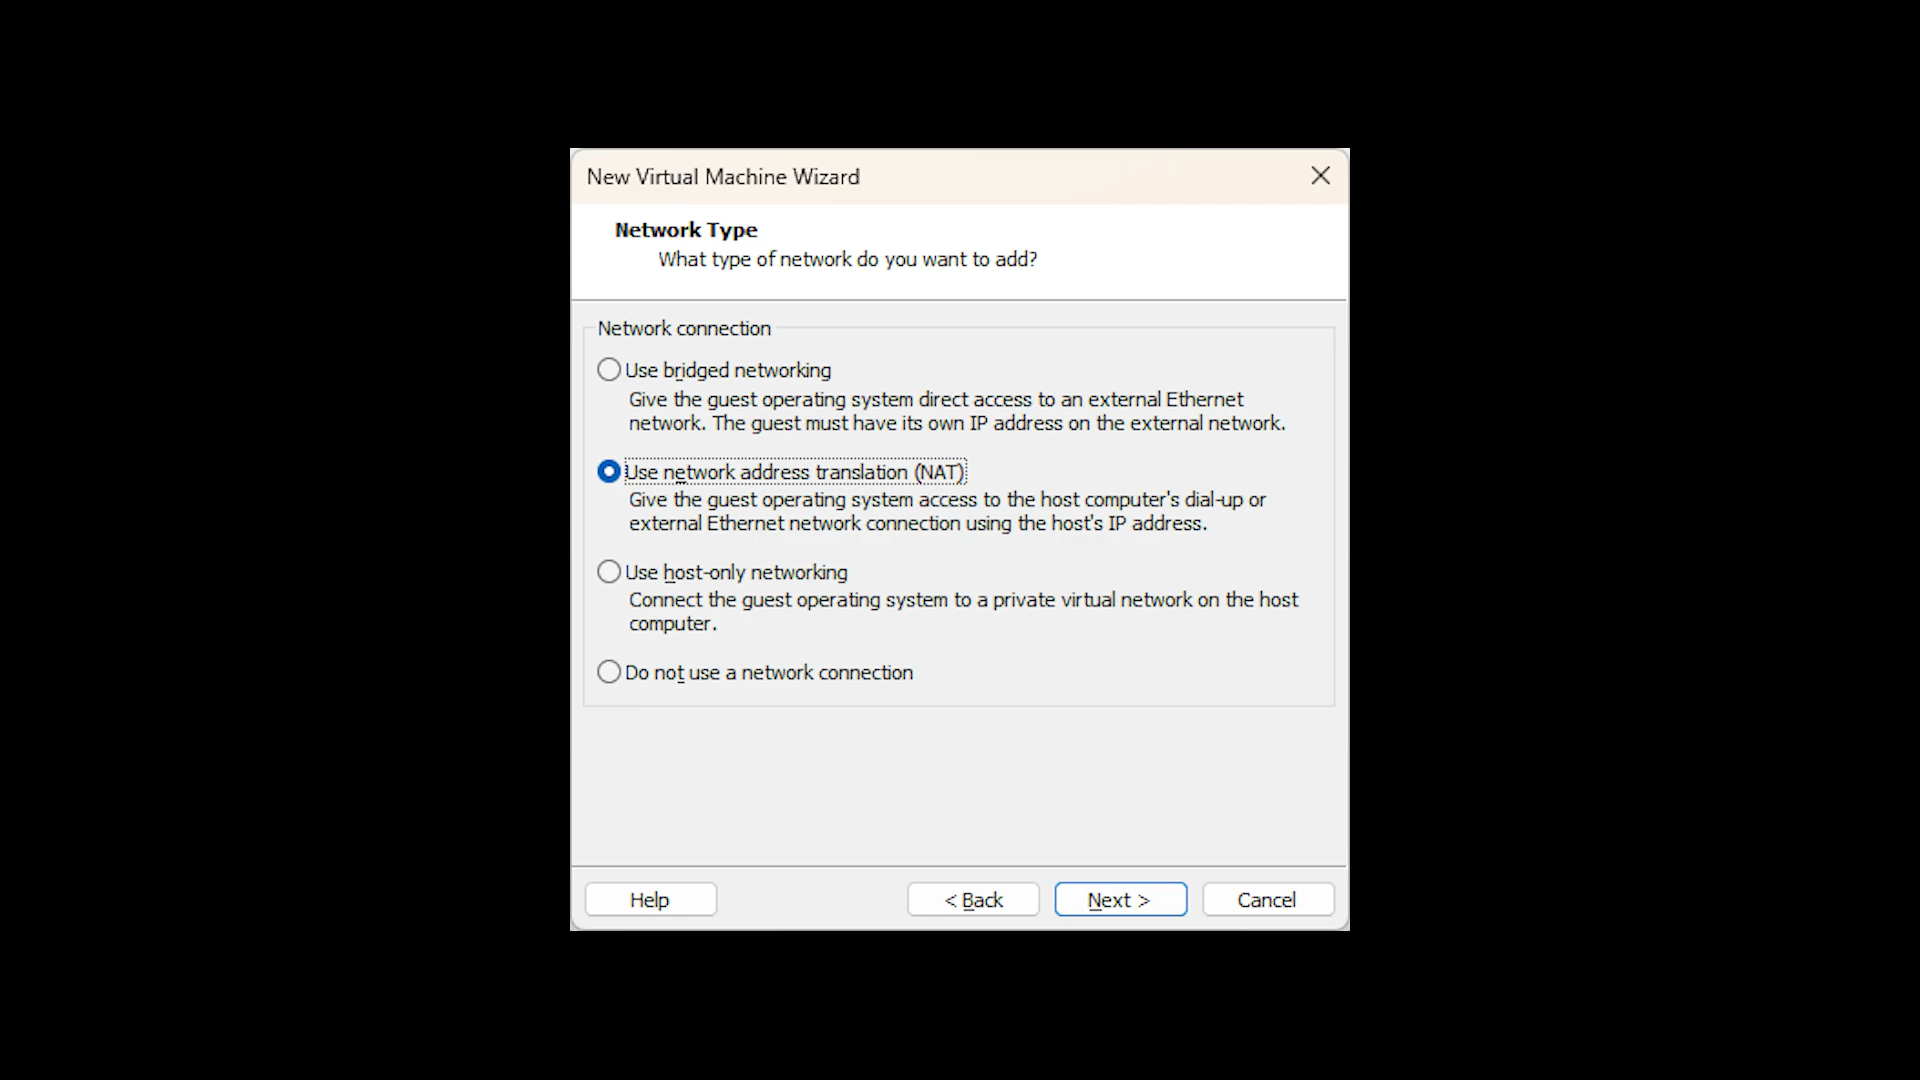 New Virtual Machine Wizard
Network Type
What type of network do you want to add?
Network connection
Use bridged networking
Give the guest operating system direct access to an external Ethernet
network. The guest must have its own IP address on the external network.
Use network address translation (NAT)
Give the guest operating system access to the host computer's dial-up or
external Ethernet network connection using the host's IP address.
Use host-only networking
Connect the guest operating system to a private virtual network on the host
computer.
Do not use a network connection
Help
< Back
Next >
Cancel